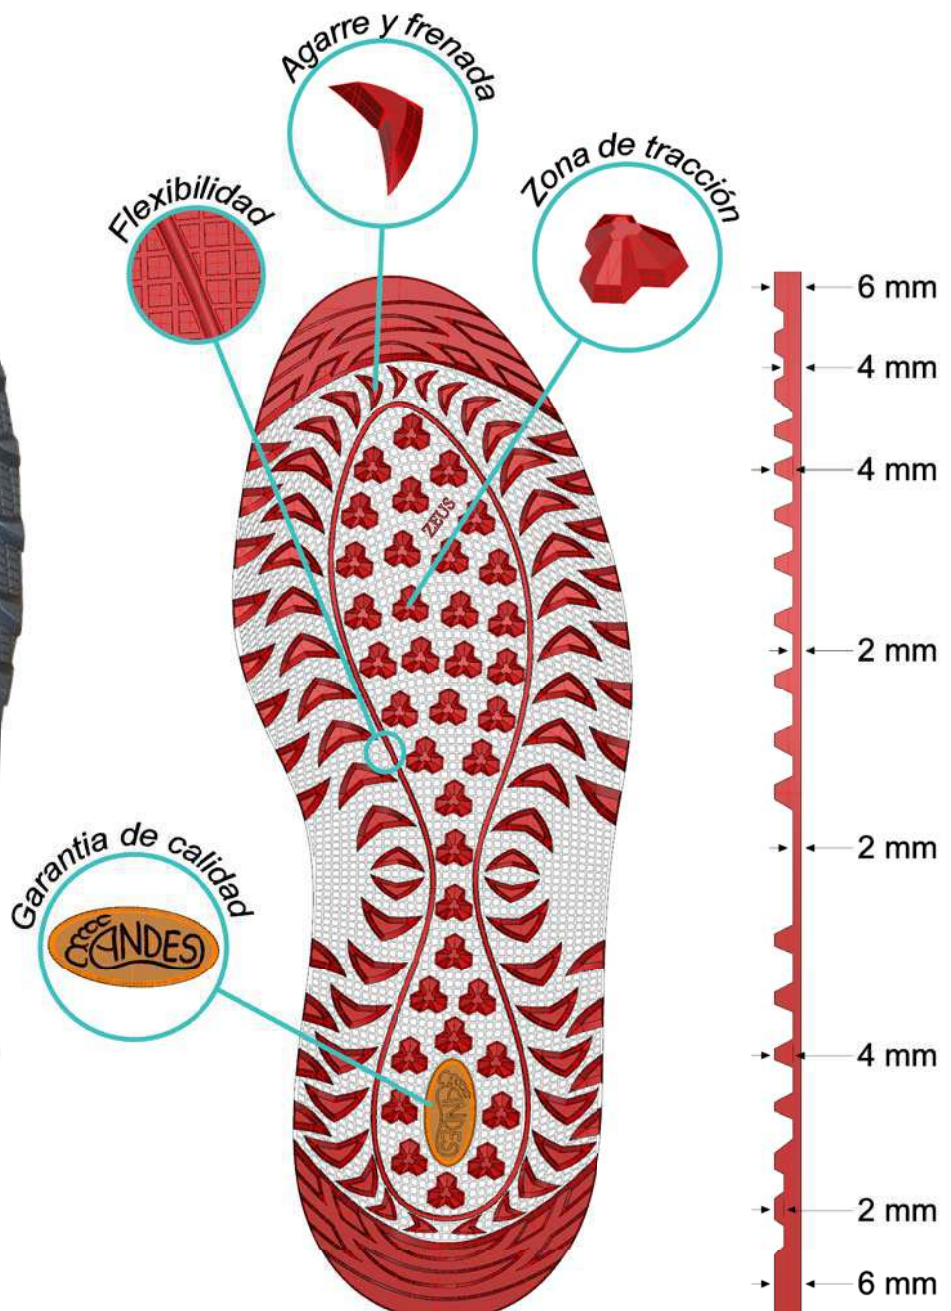 Agarre y frenada
Zona de tracción
Flexibilidad
6 mm
4 mm
4 mm
ZEUS
2 mm
2 mm
Garantia de calidad
ANDES
4 mm
ANDES
2 mm
6 mm